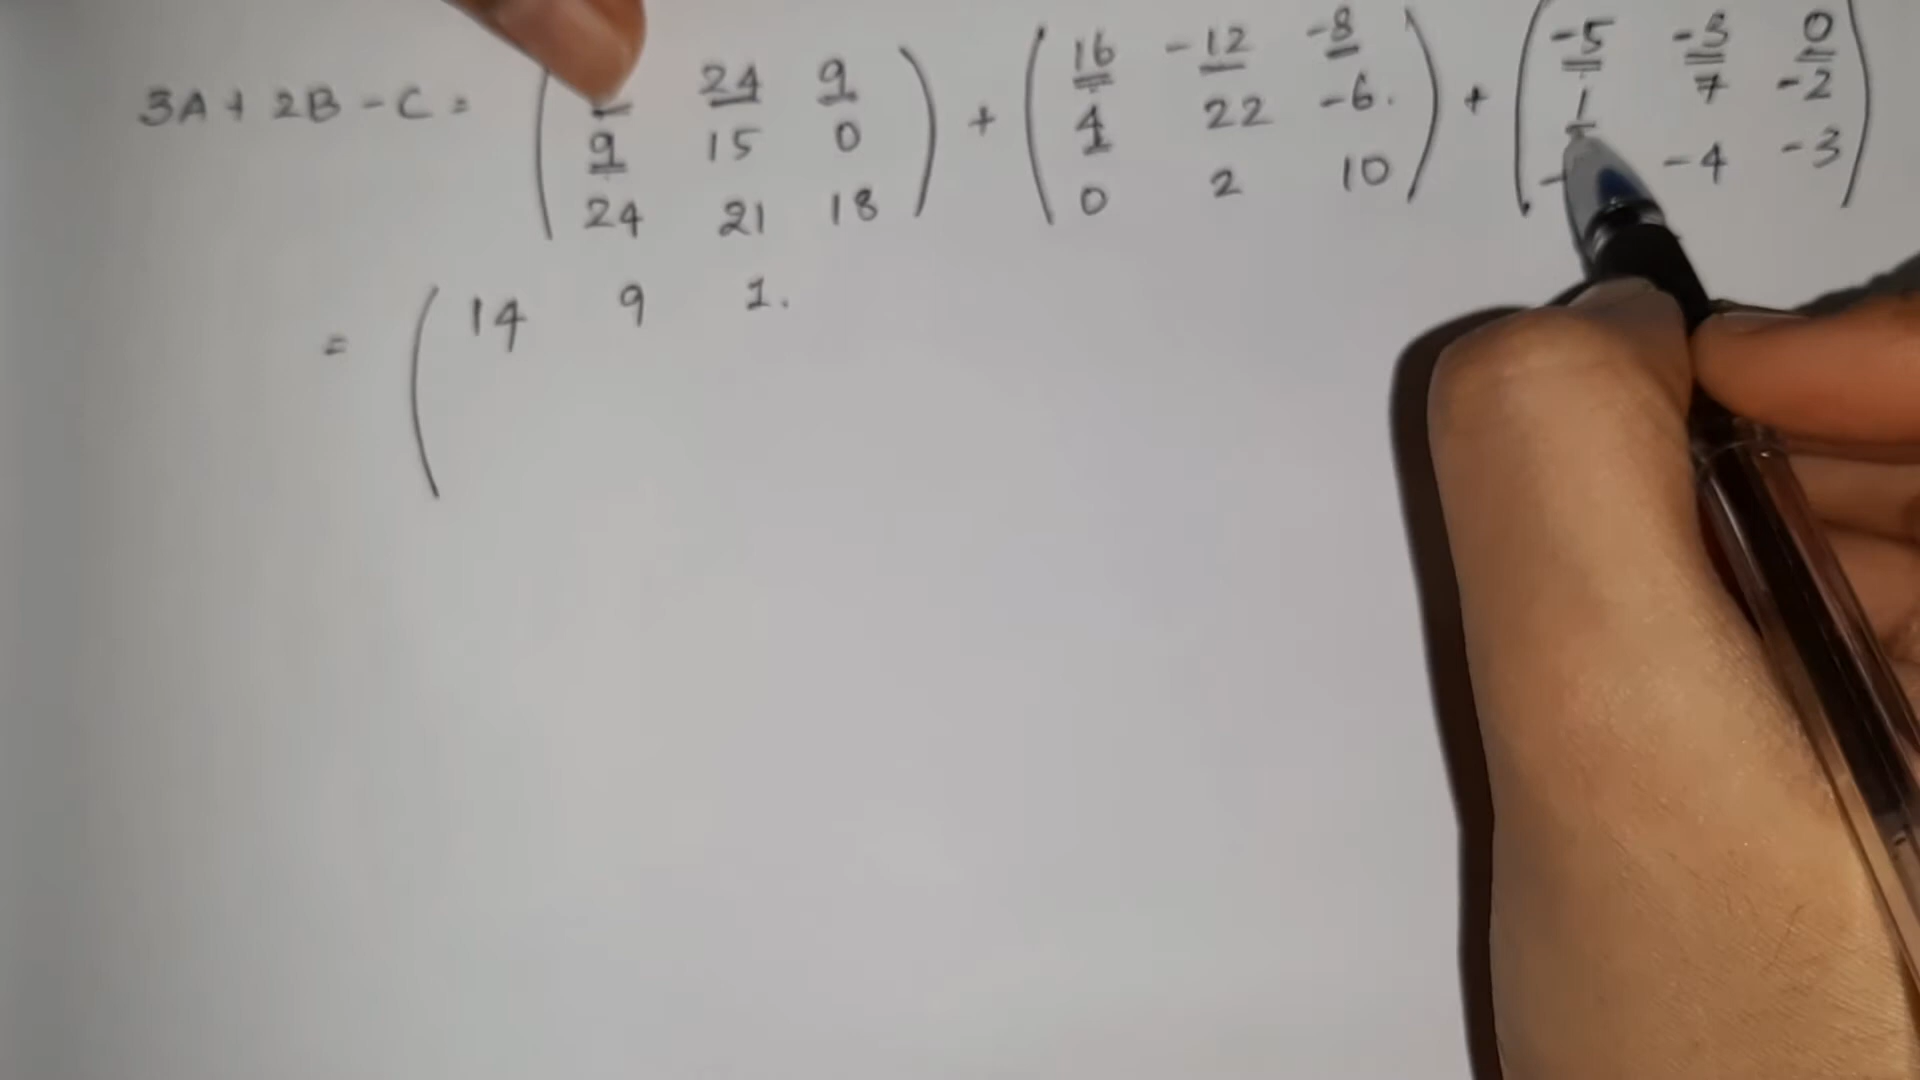 3A + 2B - C = ( 24 9 ) + ( 16 -12 -8 ) + ( -5 -3 0 )
9 15 0 4 22 -6. 1 7 -2
24 21 18 0 2 10 - -4 -3
= ( 14 9 1.